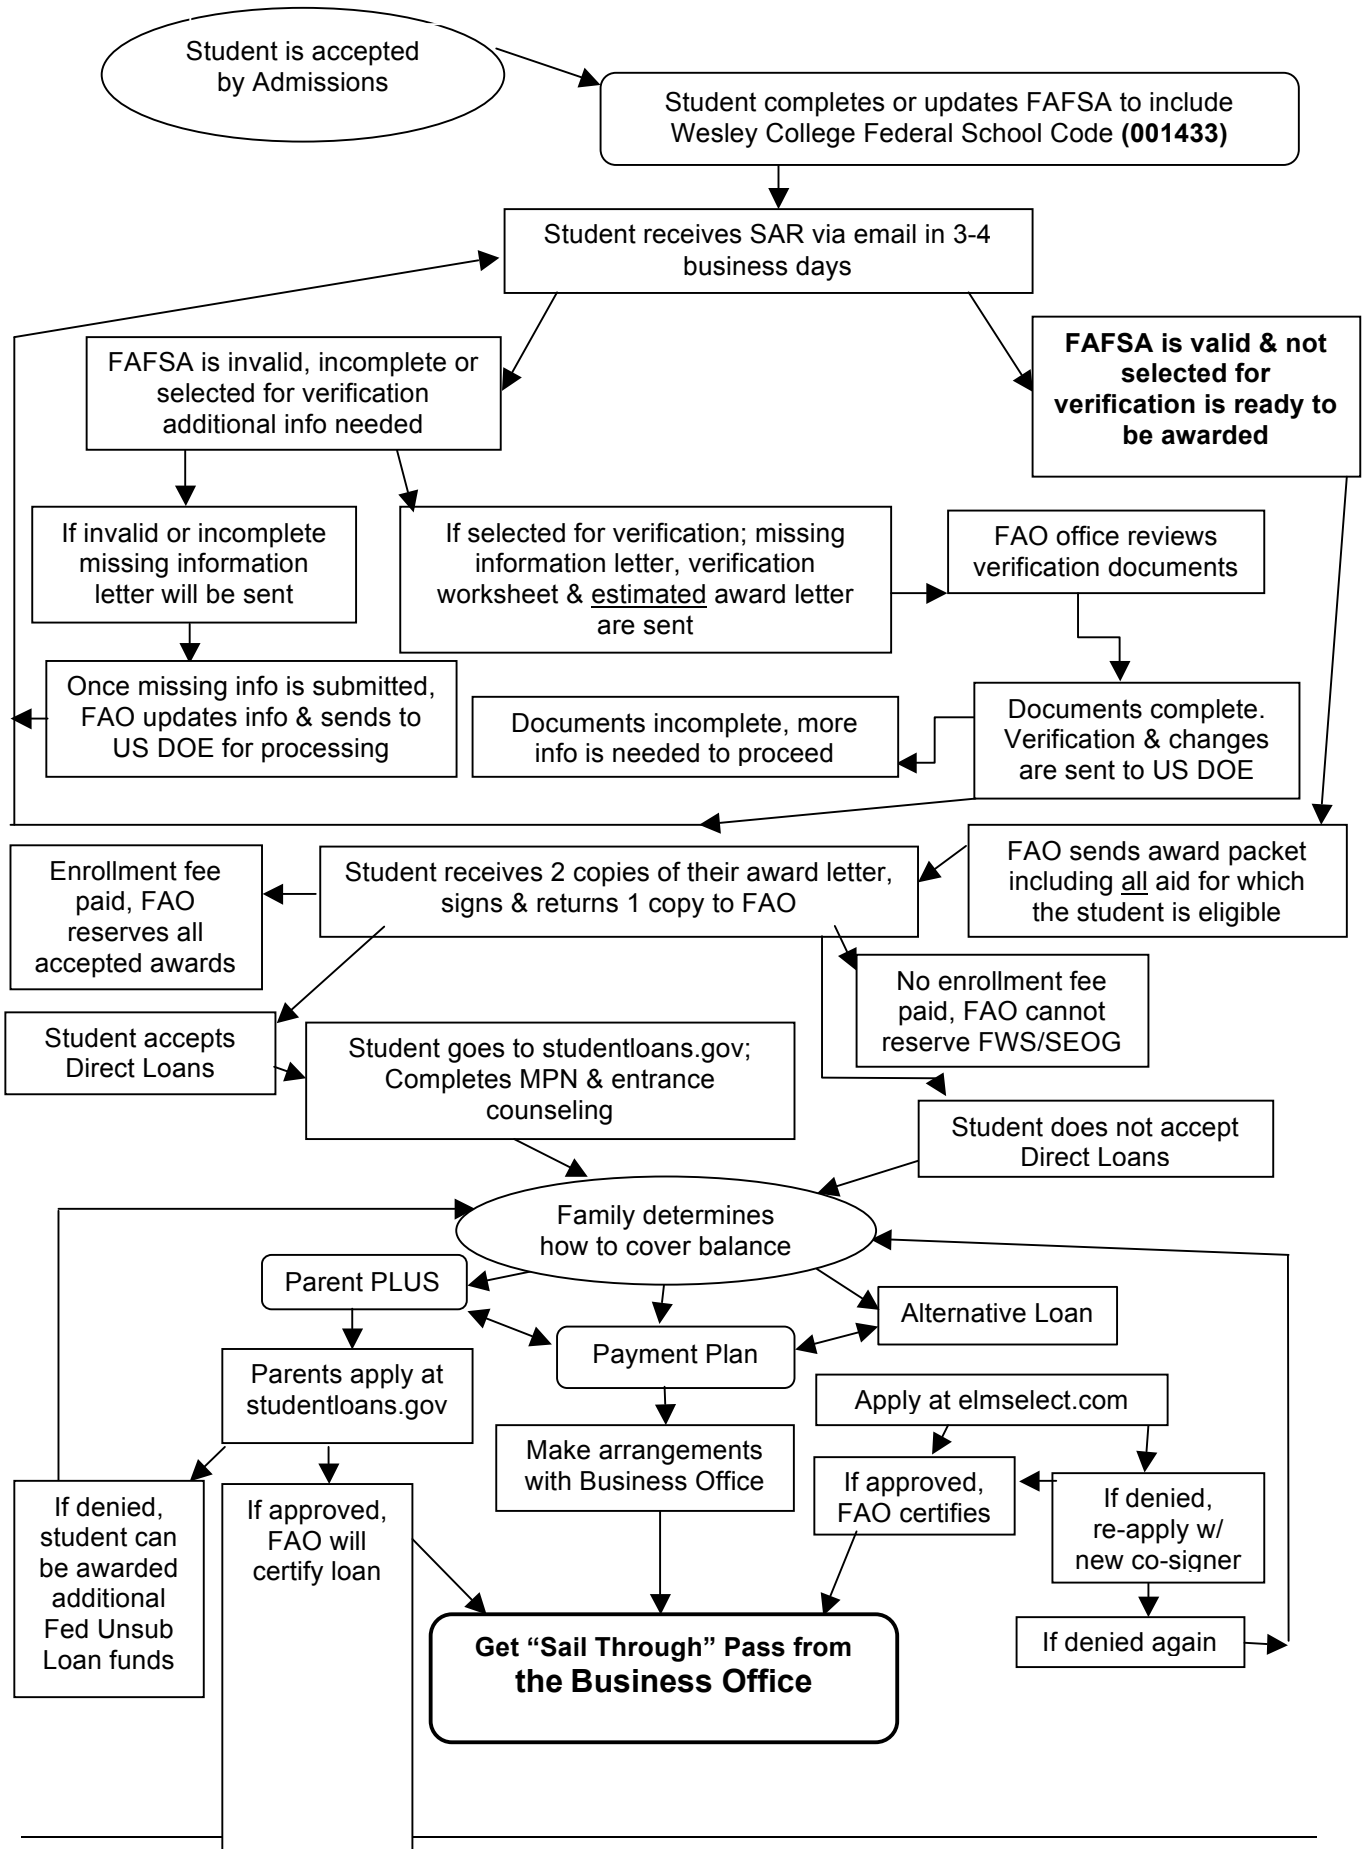 Student is accepted
by Admissions
Student completes or updates FAFSA to include
Wesley College Federal School Code (001433)
Student receives SAR via email in 3-4
business days
FAFSA is invalid, incomplete or
selected for verification
additional info needed
FAFSA is valid & not
selected for
verification is ready to
be awarded
If invalid or incomplete
missing information
letter will be sent
If selected for verification; missing
information letter, verification
worksheet & estimated award letter
are sent
FAO office reviews
verification documents
Once missing info is submitted,
FAO updates info & sends to
US DOE for processing
Documents incomplete, more
info is needed to proceed
Documents complete.
Verification & changes
are sent to US DOE
Enrollment fee
paid, FAO
reserves all
accepted awards
Student receives 2 copies of their award letter,
signs & returns 1 copy to FAO
FAO sends award packet
including all aid for which
the student is eligible
No enrollment fee
paid, FAO cannot
reserve FWS/SEOG
Student accepts
Direct Loans
Student goes to studentloans.gov;
Completes MPN & entrance
counseling
Student does not accept
Direct Loans
Family determines
how to cover balance
Parent PLUS
Payment Plan
Alternative Loan
Parents apply at
studentloans.gov
Apply at elmselect.com
Make arrangements
with Business Office
If approved,
FAO certifies
If denied,
re-apply w/
new co-signer
If denied,
student can
be awarded
additional
Fed Unsub
Loan funds
If approved,
FAO will
certify loan
If denied again
Get “Sail Through” Pass from
the Business Office